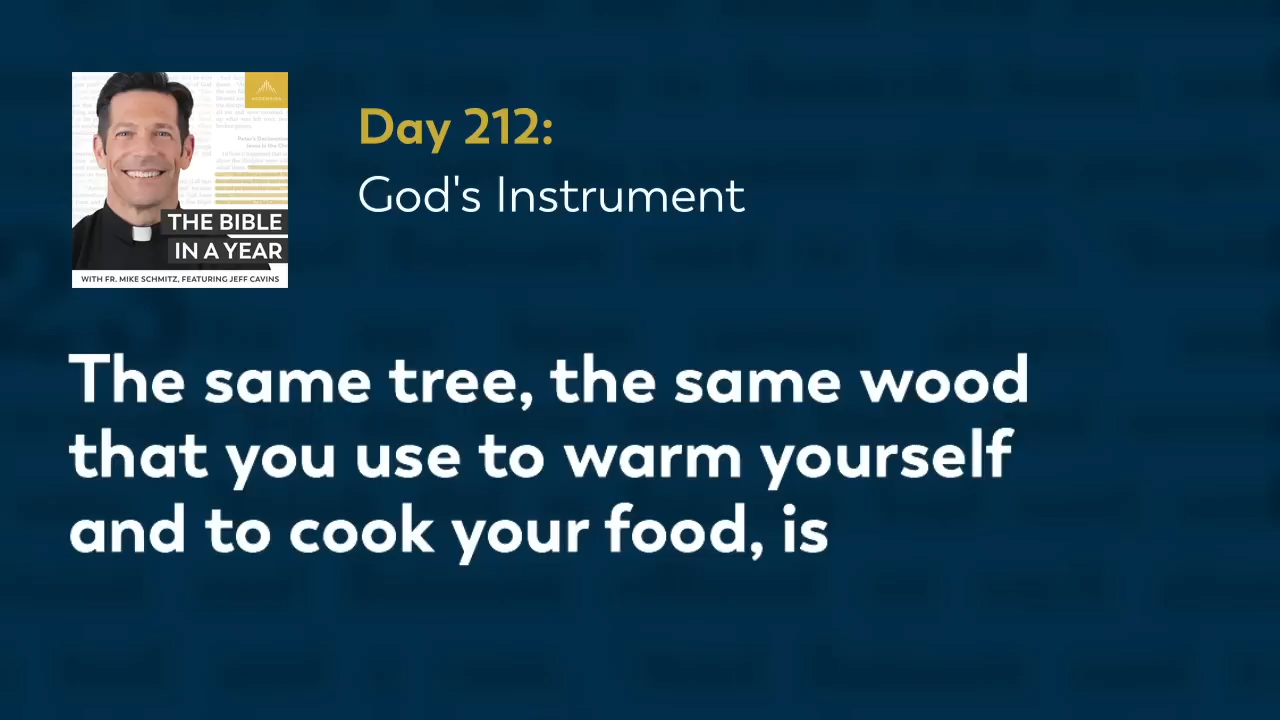 Day 212:
God's Instrument
THE BIBLE
IN A YEAR
WITH FR. MIKE SCHMITZ, FEATURING JEFF CAVINS
The same tree, the same wood
that you use to warm yourself
and to cook your food, is